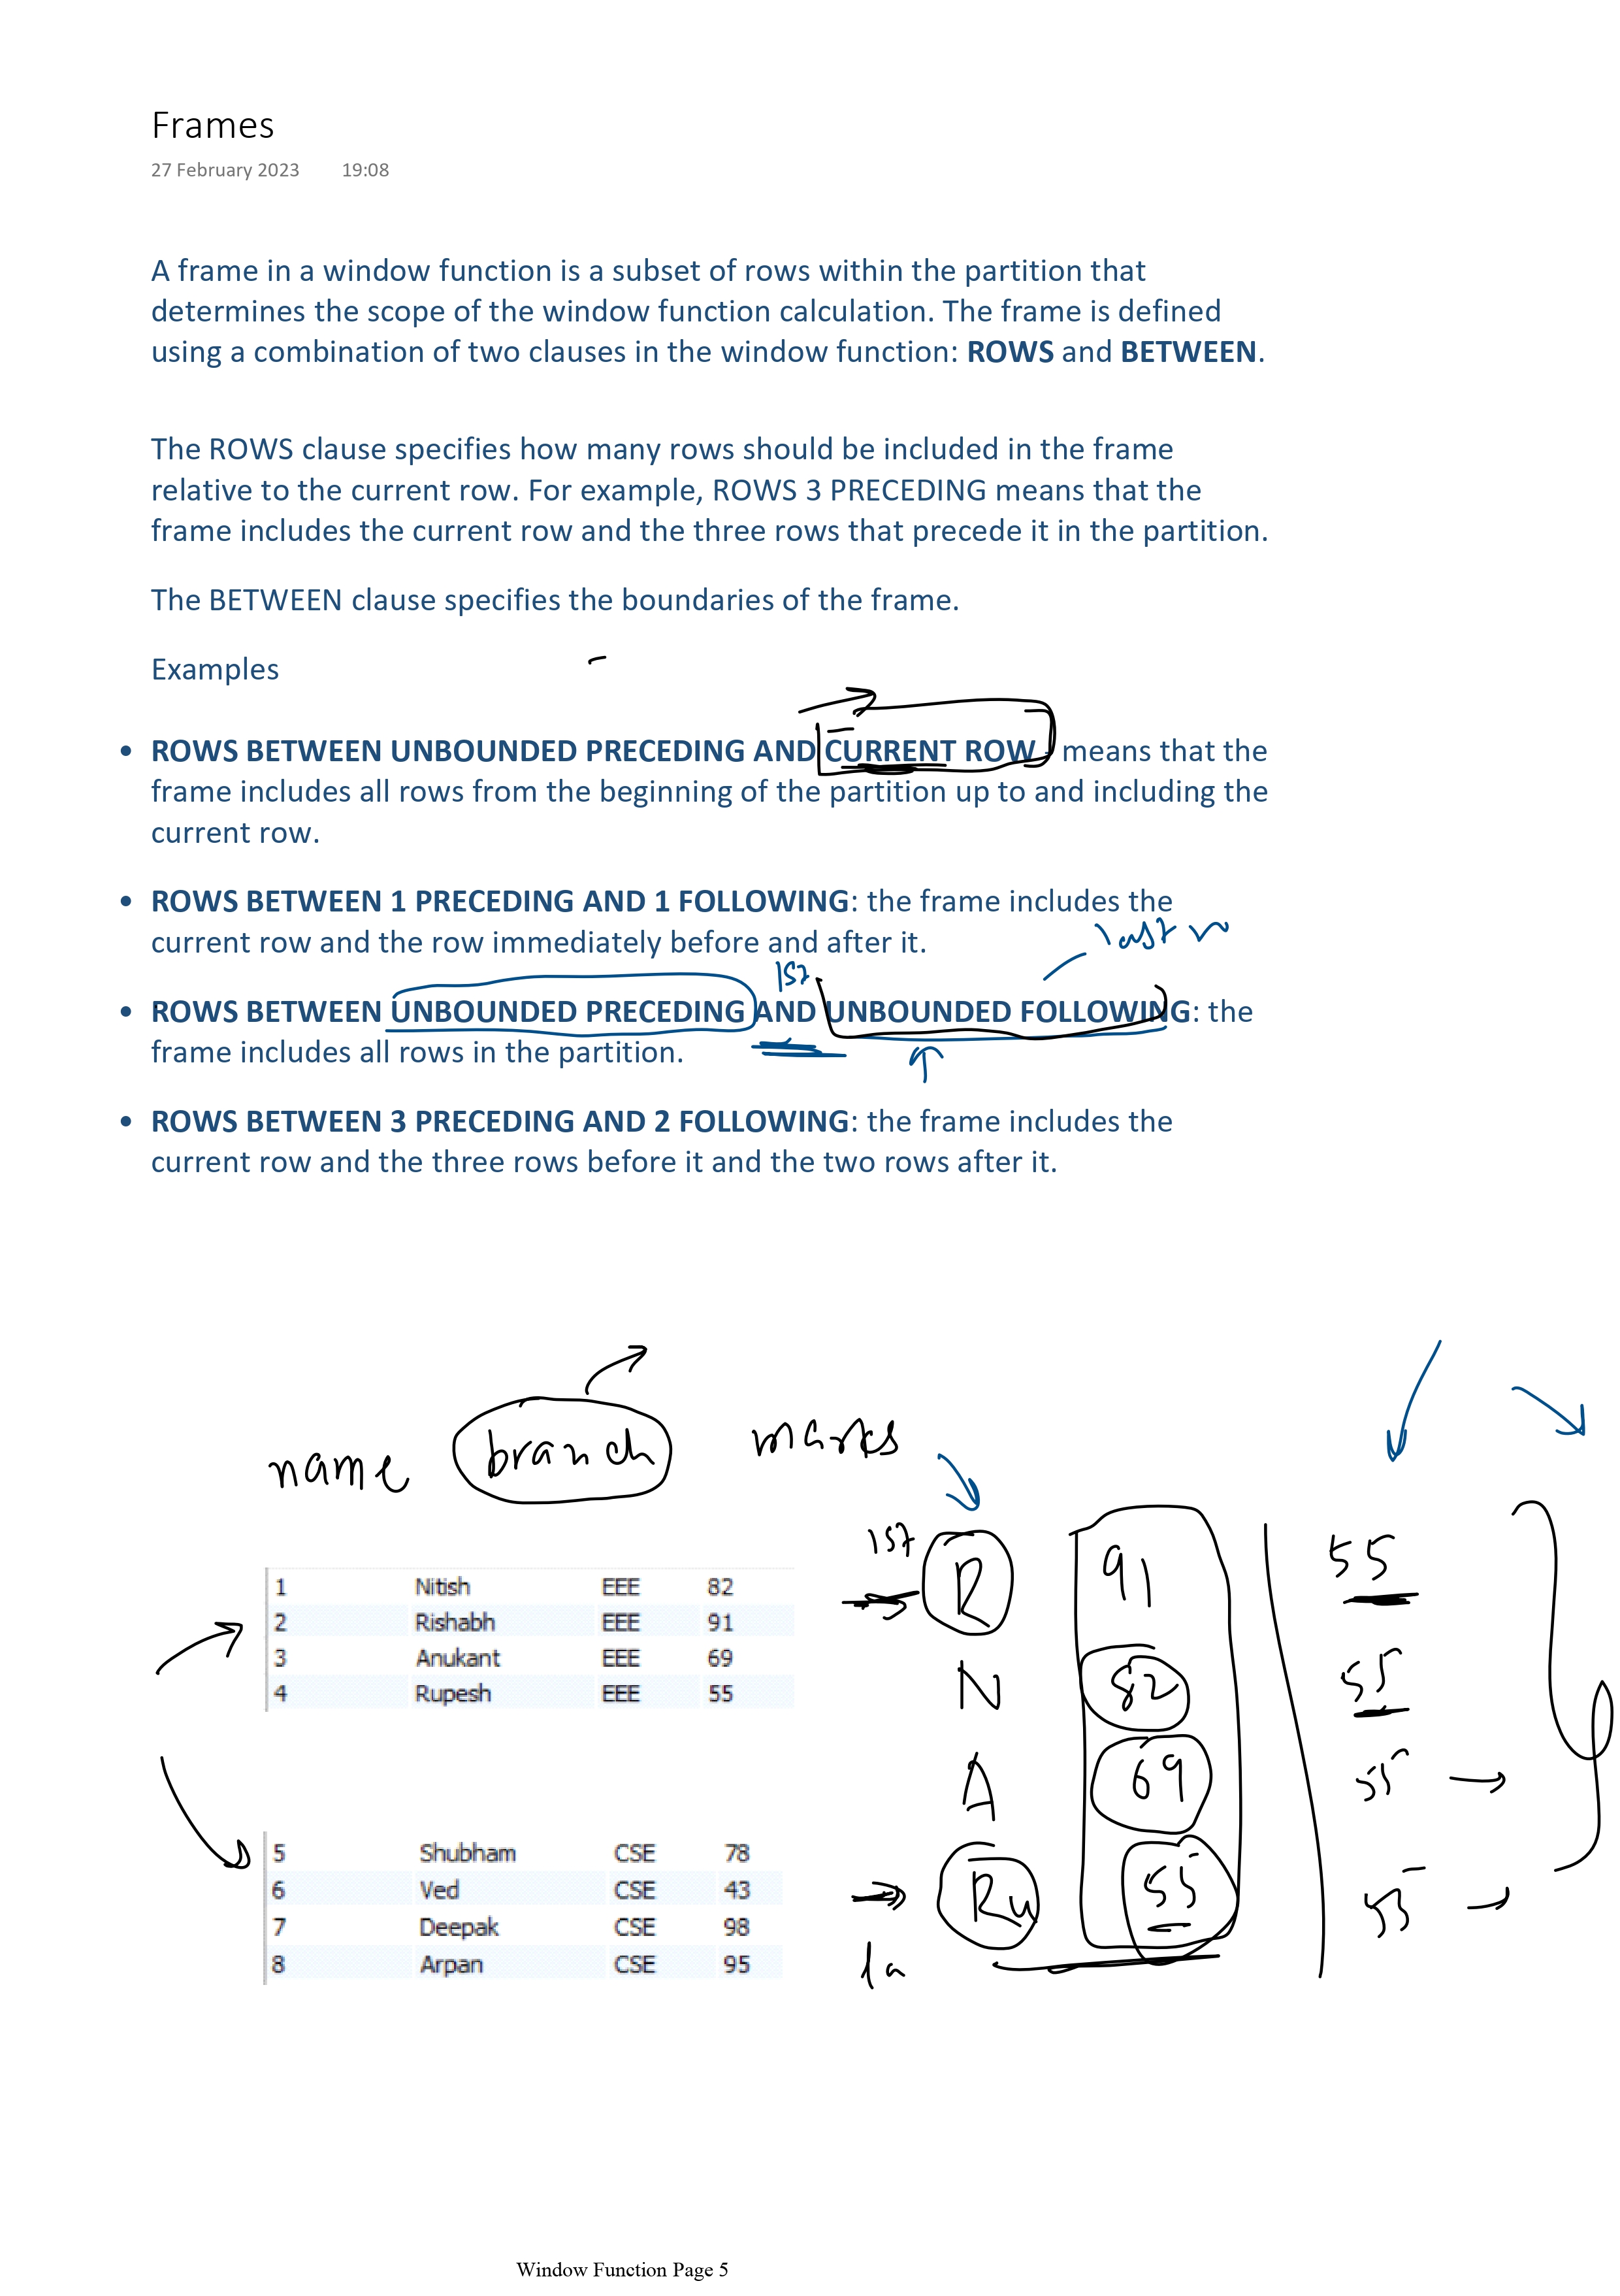 Frames
27 February 2023 19:08
A frame in a window function is a subset of rows within the partition that
determines the scope of the window function calculation. The frame is defined
using a combination of two clauses in the window function: ROWS and BETWEEN.
The ROWS clause specifies how many rows should be included in the frame
relative to the current row. For example, ROWS 3 PRECEDING means that the
frame includes the current row and the three rows that precede it in the partition.
The BETWEEN clause specifies the boundaries of the frame.
Examples
• ROWS BETWEEN UNBOUNDED PRECEDING AND CURRENT ROW - means that the
frame includes all rows from the beginning of the partition up to and including the
current row.
• ROWS BETWEEN 1 PRECEDING AND 1 FOLLOWING: the frame includes the
current row and the row immediately before and after it.
last
1st
• ROWS BETWEEN UNBOUNDED PRECEDING AND UNBOUNDED FOLLOWING: the
frame includes all rows in the partition.
• ROWS BETWEEN 3 PRECEDING AND 2 FOLLOWING: the frame includes the
current row and the three rows before it and the two rows after it.
name branch marks
1 Nitish EEE 82
2 Rishabh EEE 91
3 Anukant EEE 69
4 Rupesh EEE 55
5 Shubham CSE 78
6 Ved CSE 43
7 Deepak CSE 98
8 Arpan CSE 95
1st R 91 55
N 82 55
A 69 55
Ru 55 55
la
Window Function Page 5